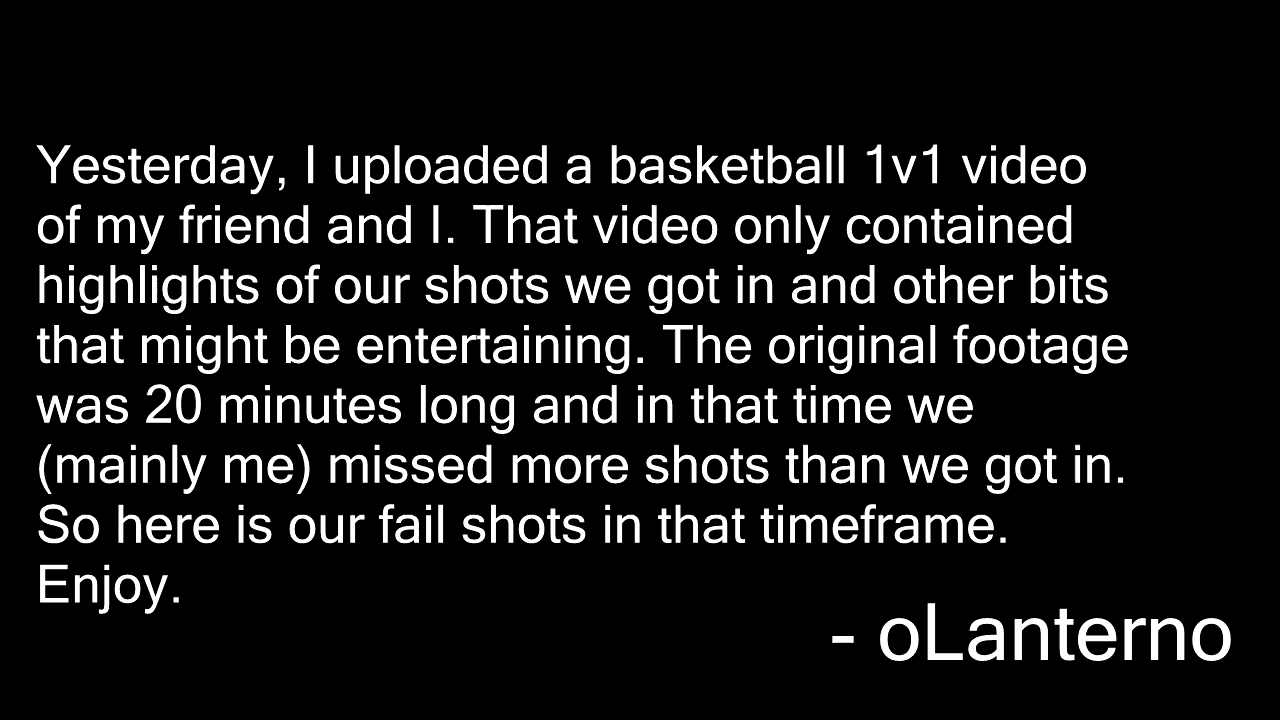 Yesterday, I uploaded a basketball 1v1 video
of my friend and I. That video only contained
highlights of our shots we got in and other bits
that might be entertaining. The original footage
was 20 minutes long and in that time we
(mainly me) missed more shots than we got in.
So here is our fail shots in that timeframe.
Enjoy.
- oLanterno